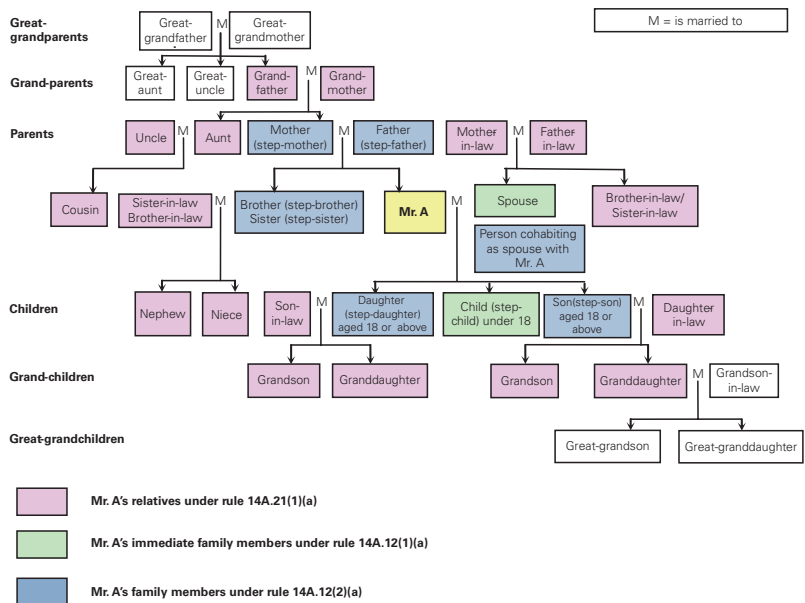 Great-
grandparents
Great-
grandfather
M
Great-
grandmother
M = is married to
Grand-parents
Great-
aunt
Great-
uncle
Grand-
father
M
Grand-
mother
Parents
Uncle
M
Aunt
Mother
(step-mother)
M
Father
(step-father)
Mother
in-law
M
Father
in-law
Cousin
Sister-in-law
Brother-in-law
M
Brother (step-brother)
Sister (step-sister)
Mr. A
M
Spouse
Brother-in-law/
Sister-in-law
Person cohabiting
as spouse with
Mr. A
Children
Nephew
Niece
Son-
in-law
M
Daughter
(step-daughter)
aged 18 or above
Child (step-
child) under 18
Son(step-son)
aged 18 or
above
M
Daughter
in-law
Grand-children
Grandson
Granddaughter
Grandson
Granddaughter
M
Grandson-
in-law
Great-grandchildren
Great-grandson
Great-granddaughter
Mr. A's relatives under rule 14A.21(1)(a)
Mr. A's immediate family members under rule 14A.12(1)(a)
Mr. A's family members under rule 14A.12(2)(a)